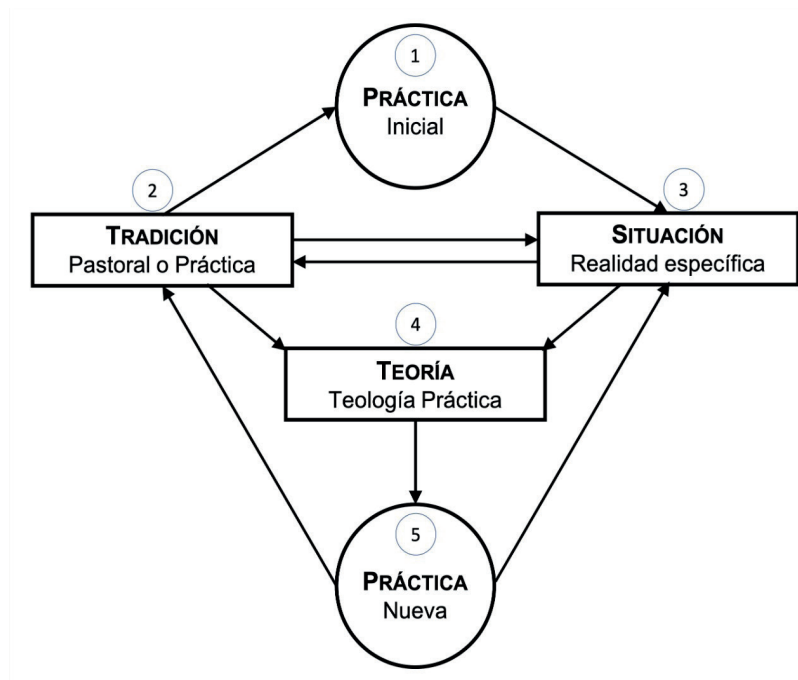 1
PRÁCTICA
Inicial
2
TRADICIÓN
Pastoral o Práctica
3
SITUACIÓN
Realidad específica
4
TEORÍA
Teología Práctica
5
PRÁCTICA
Nueva